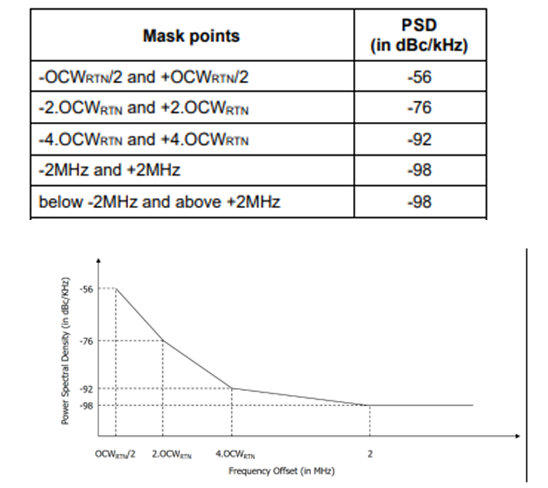 Mask points
PSD
(in dBc/kHz)
-OCWRTN/2 and +OCWRTN/2
-56
-2.OCWRTN and +2.OCWRTN
-76
-4.OCWRTN and +4.OCWRTN
-92
-2MHz and +2MHz
-98
below -2MHz and above +2MHz
-98
Power Spectral Density (in dBc/KHz)
-56
-76
-92
-98
OCWRTN/2
2.OCWRTN
4.OCWRTN
2
Frequency Offset (in MHz)